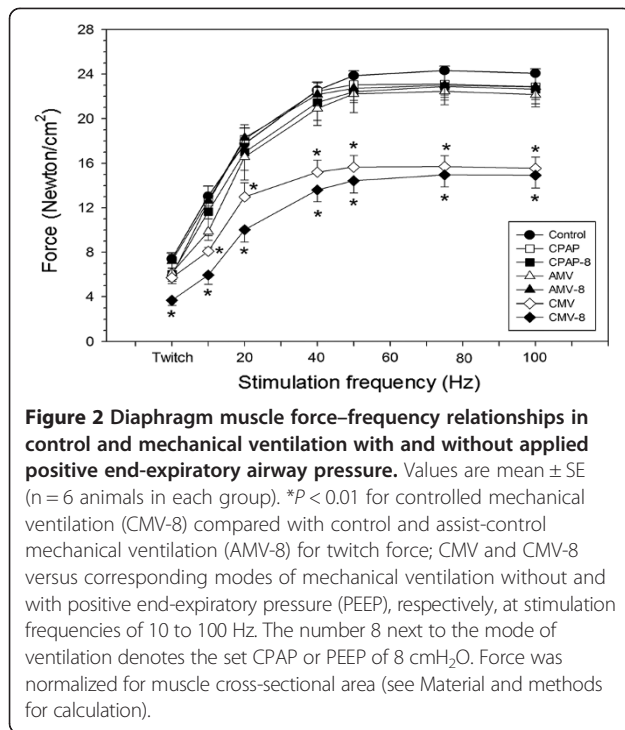 28
24
20
16
12
8
4
0
Force (Newton/cm²)
* * * *
*
* * * *
*
*
*
*
Control
CPAP
CPAP-8
AMV
AMV-8
CMV
CMV-8
Twitch 20 40 60 80 100
Stimulation frequency (Hz)
Figure 2 Diaphragm muscle force–frequency relationships in
control and mechanical ventilation with and without applied
positive end-expiratory airway pressure. Values are mean ± SE
(n = 6 animals in each group). *P < 0.01 for controlled mechanical
ventilation (CMV-8) compared with control and assist-control
mechanical ventilation (AMV-8) for twitch force; CMV and CMV-8
versus corresponding modes of mechanical ventilation without and
with positive end-expiratory pressure (PEEP), respectively, at stimulation
frequencies of 10 to 100 Hz. The number 8 next to the mode of
ventilation denotes the set CPAP or PEEP of 8 cmH₂O. Force was
normalized for muscle cross-sectional area (see Material and methods
for calculation).